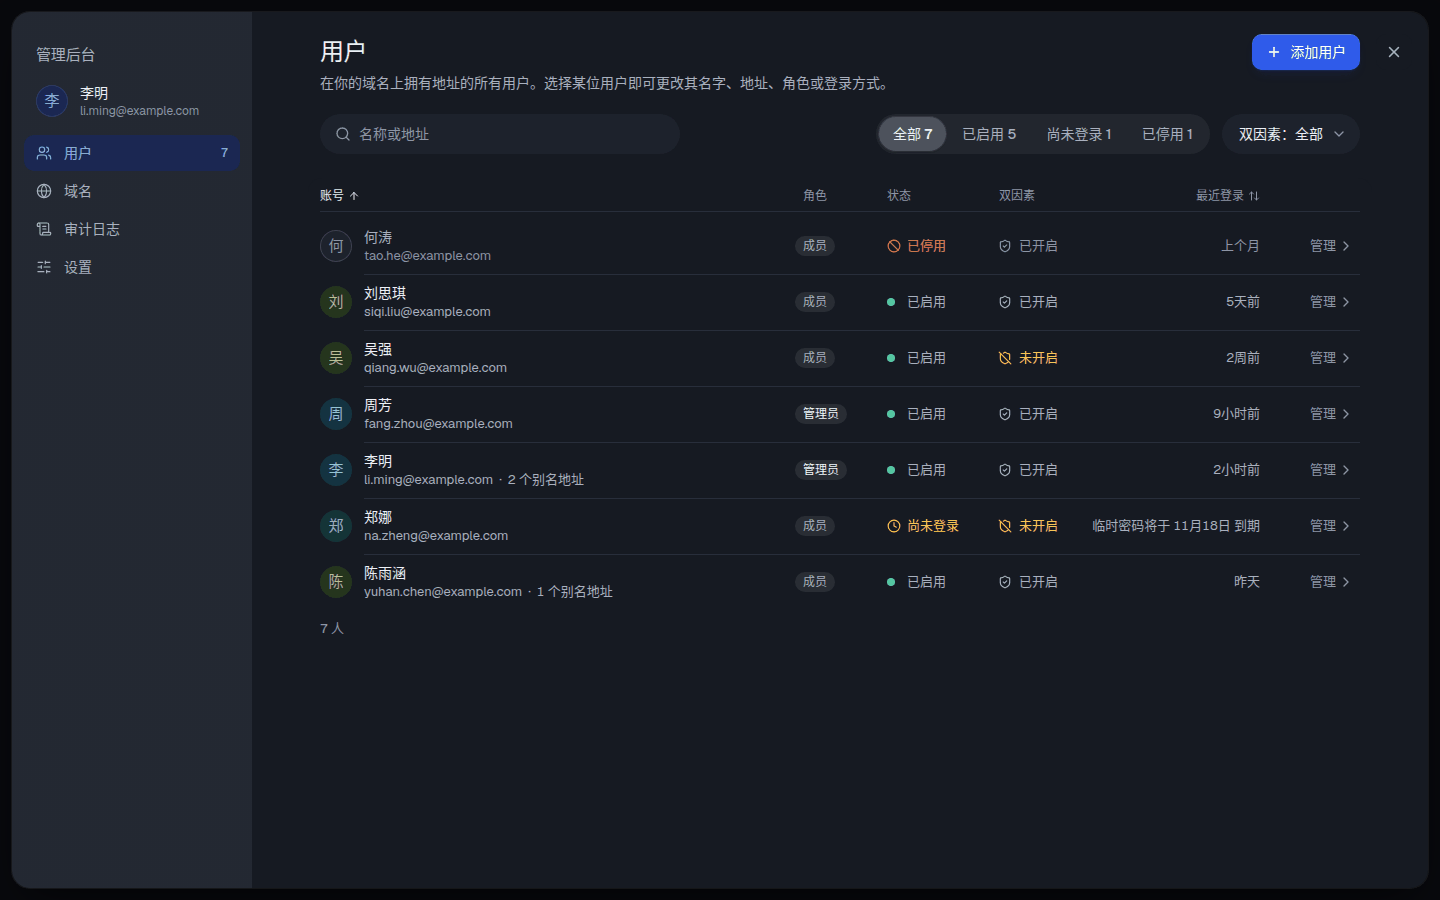 管理后台
李
李明
li.ming@example.com
用户 7
域名
审计日志
设置
用户
在你的域名上拥有地址的所有用户。选择某位用户即可更改其名字、地址、角色或登录方式。
添加用户
名称或地址
全部 7 已启用 5 尚未登录 1 已停用 1
双因素：全部
账号 角色 状态 双因素 最近登录
何 何涛
tao.he@example.com
成员 已停用 已开启 上个月 管理
刘 刘思琪
siqi.liu@example.com
成员 已启用 已开启 5天前 管理
吴 吴强
qiang.wu@example.com
成员 已启用 未开启 2周前 管理
周 周芳
fang.zhou@example.com
管理员 已启用 已开启 9小时前 管理
李 李明
li.ming@example.com · 2 个别名地址
管理员 已启用 已开启 2小时前 管理
郑 郑娜
na.zheng@example.com
成员 尚未登录 未开启 临时密码将于 11月18日 到期 管理
陈 陈雨涵
yuhan.chen@example.com · 1 个别名地址
成员 已启用 已开启 昨天 管理
7 人